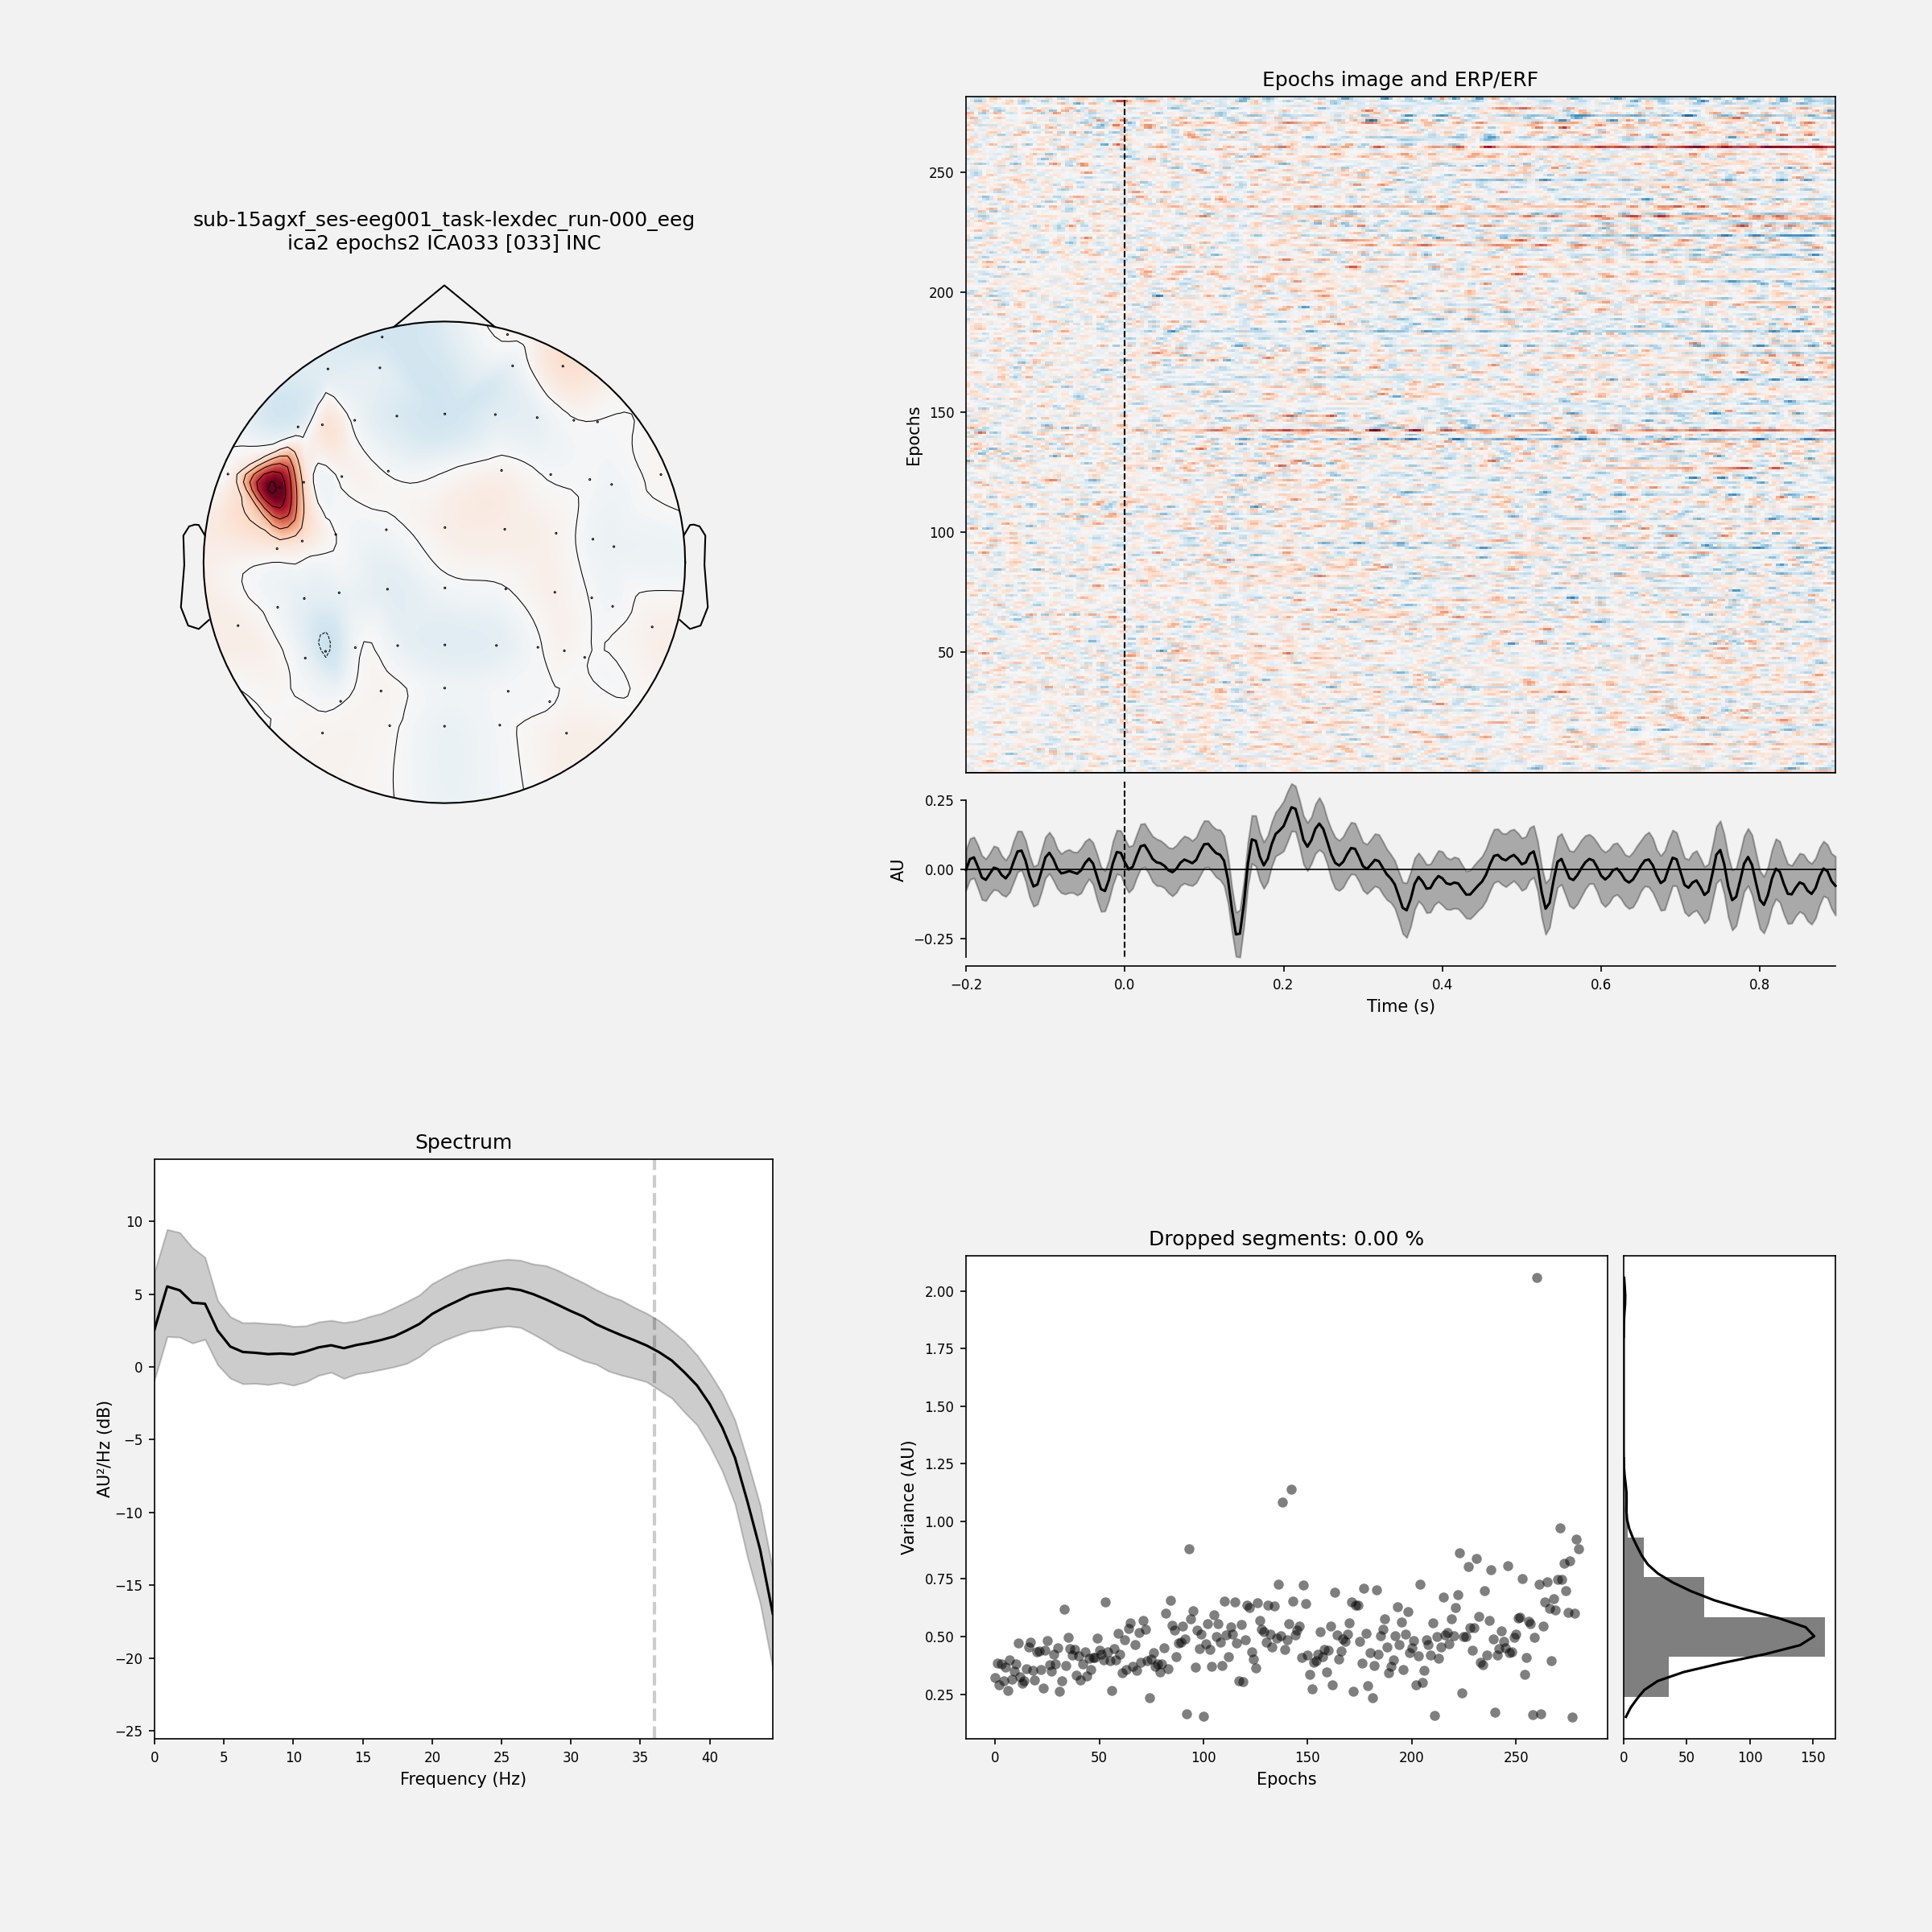 sub-15agxf_ses-eeg001_task-lexdec_run-000_eeg
ica2 epochs2 ICA033 [033] INC
Epochs image and ERP/ERF
250
200
150
100
50
Epochs
0.25
0.00
−0.25
AU
−0.2 0.0 0.2 0.4 0.6 0.8
Time (s)
Spectrum
10
5
0
−5
−10
−15
−20
−25
AU²/Hz (dB)
0 5 10 15 20 25 30 35 40
Frequency (Hz)
Dropped segments: 0.00 %
2.00
1.75
1.50
1.25
1.00
0.75
0.50
0.25
Variance (AU)
0 50 100 150 200 250
Epochs
0 50 100 150